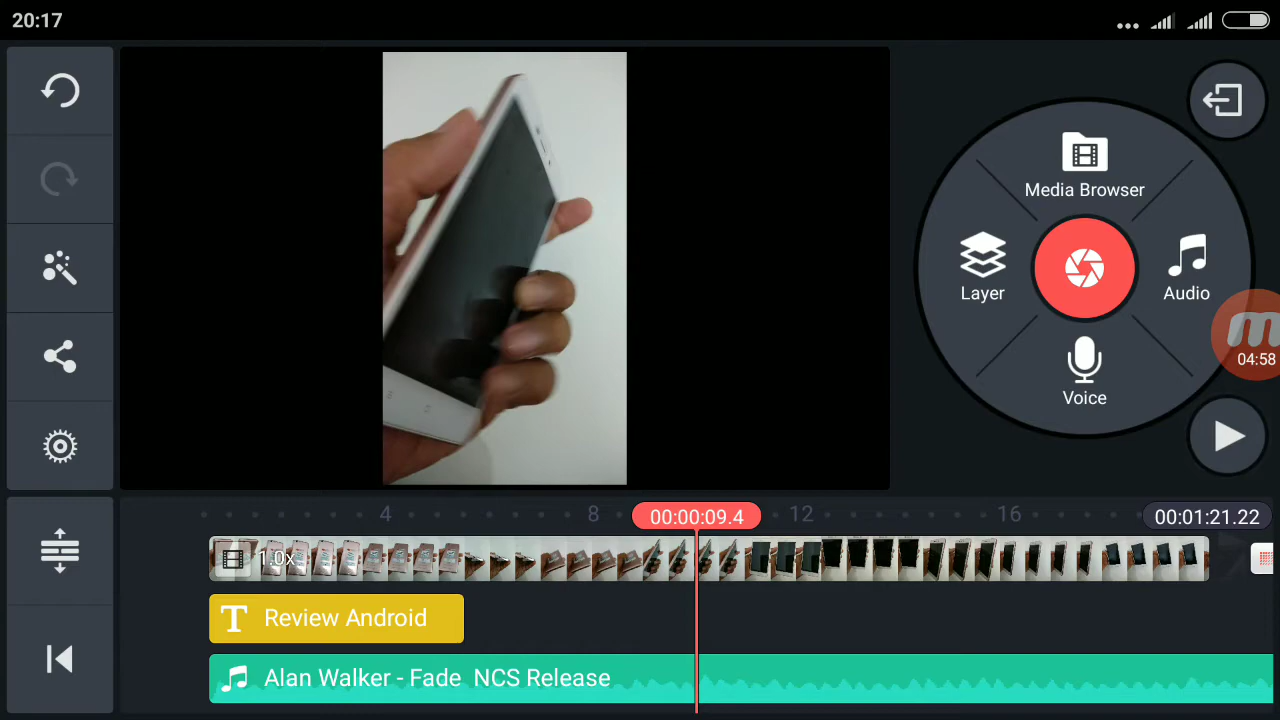 20:17
Media Browser
Layer
Audio
04:58
Voice
4
8
00:00:09.4
12
16
00:01:21.22
1.0x
T Review Android
Alan Walker - Fade NCS Release